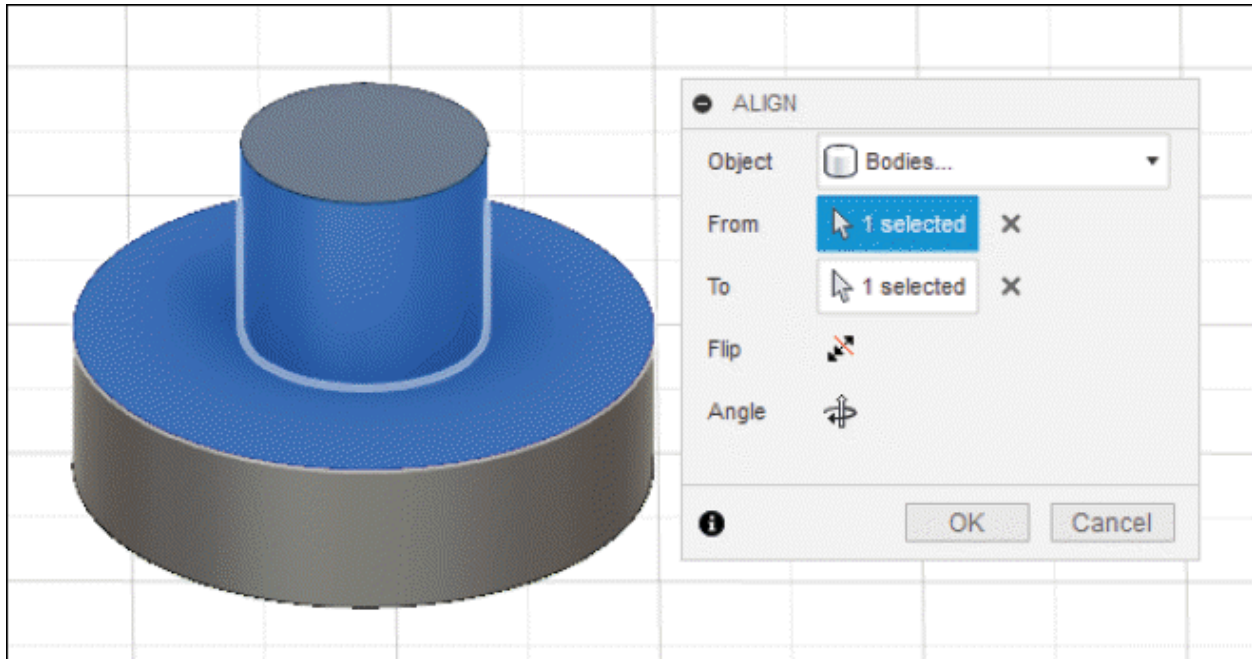 ALIGN
Object Bodies...
From 1 selected
To 1 selected
Flip
Angle
OK Cancel